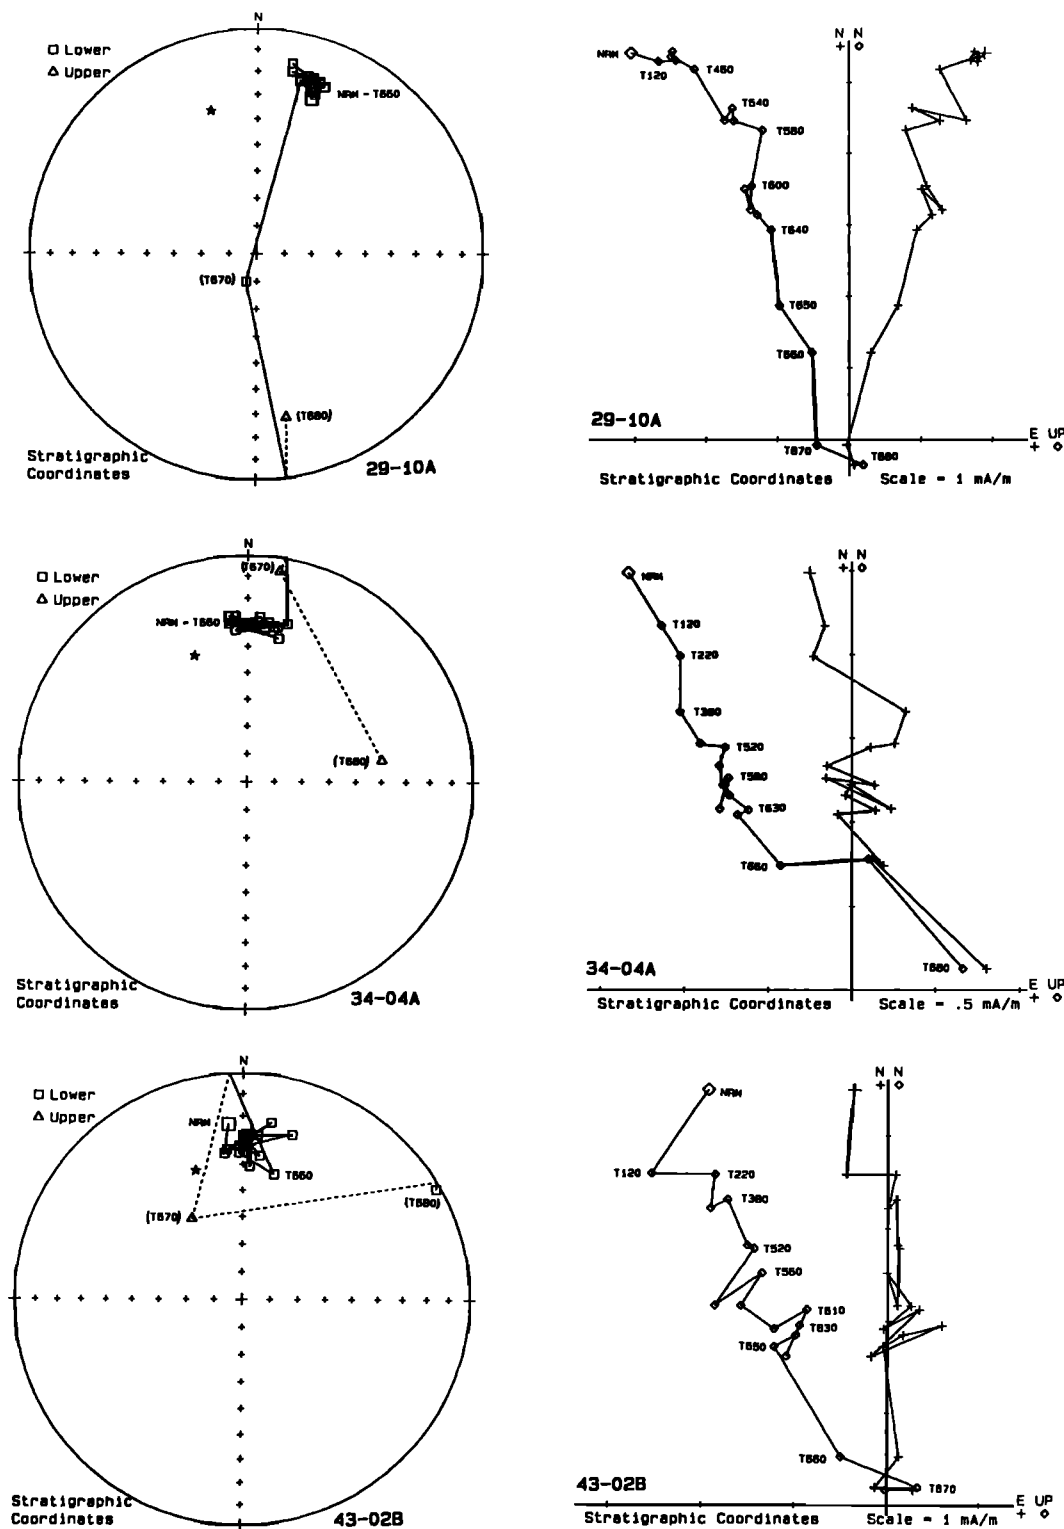 N
□ Lower
△ Upper
NRM - T660
(T670)
(T680)
Stratigraphic
Coordinates
29-10A
N N
+ ◇
NRM
T120
T460
T540
T580
T600
T640
T650
T660
T670
T680
E UP
+ ◇
29-10A
Stratigraphic Coordinates Scale = 1 mA/m
N
□ Lower
△ Upper
(T670)
NRM - T660
(T680)
Stratigraphic
Coordinates
34-04A
N N
+ ◇
NRM
T120
T220
T380
T520
T580
T630
T660
T680
34-04A
E UP
+ ◇
Stratigraphic Coordinates Scale = .5 mA/m
N
□ Lower
△ Upper
NRM
T660
(T670)
(T680)
Stratigraphic
Coordinates
43-02B
N N
+ ◇
NRM
T120
T220
T380
T520
T560
T610
T630
T650
T660
T670
43-02B
E UP
+ ◇
Stratigraphic Coordinates Scale = 1 mA/m